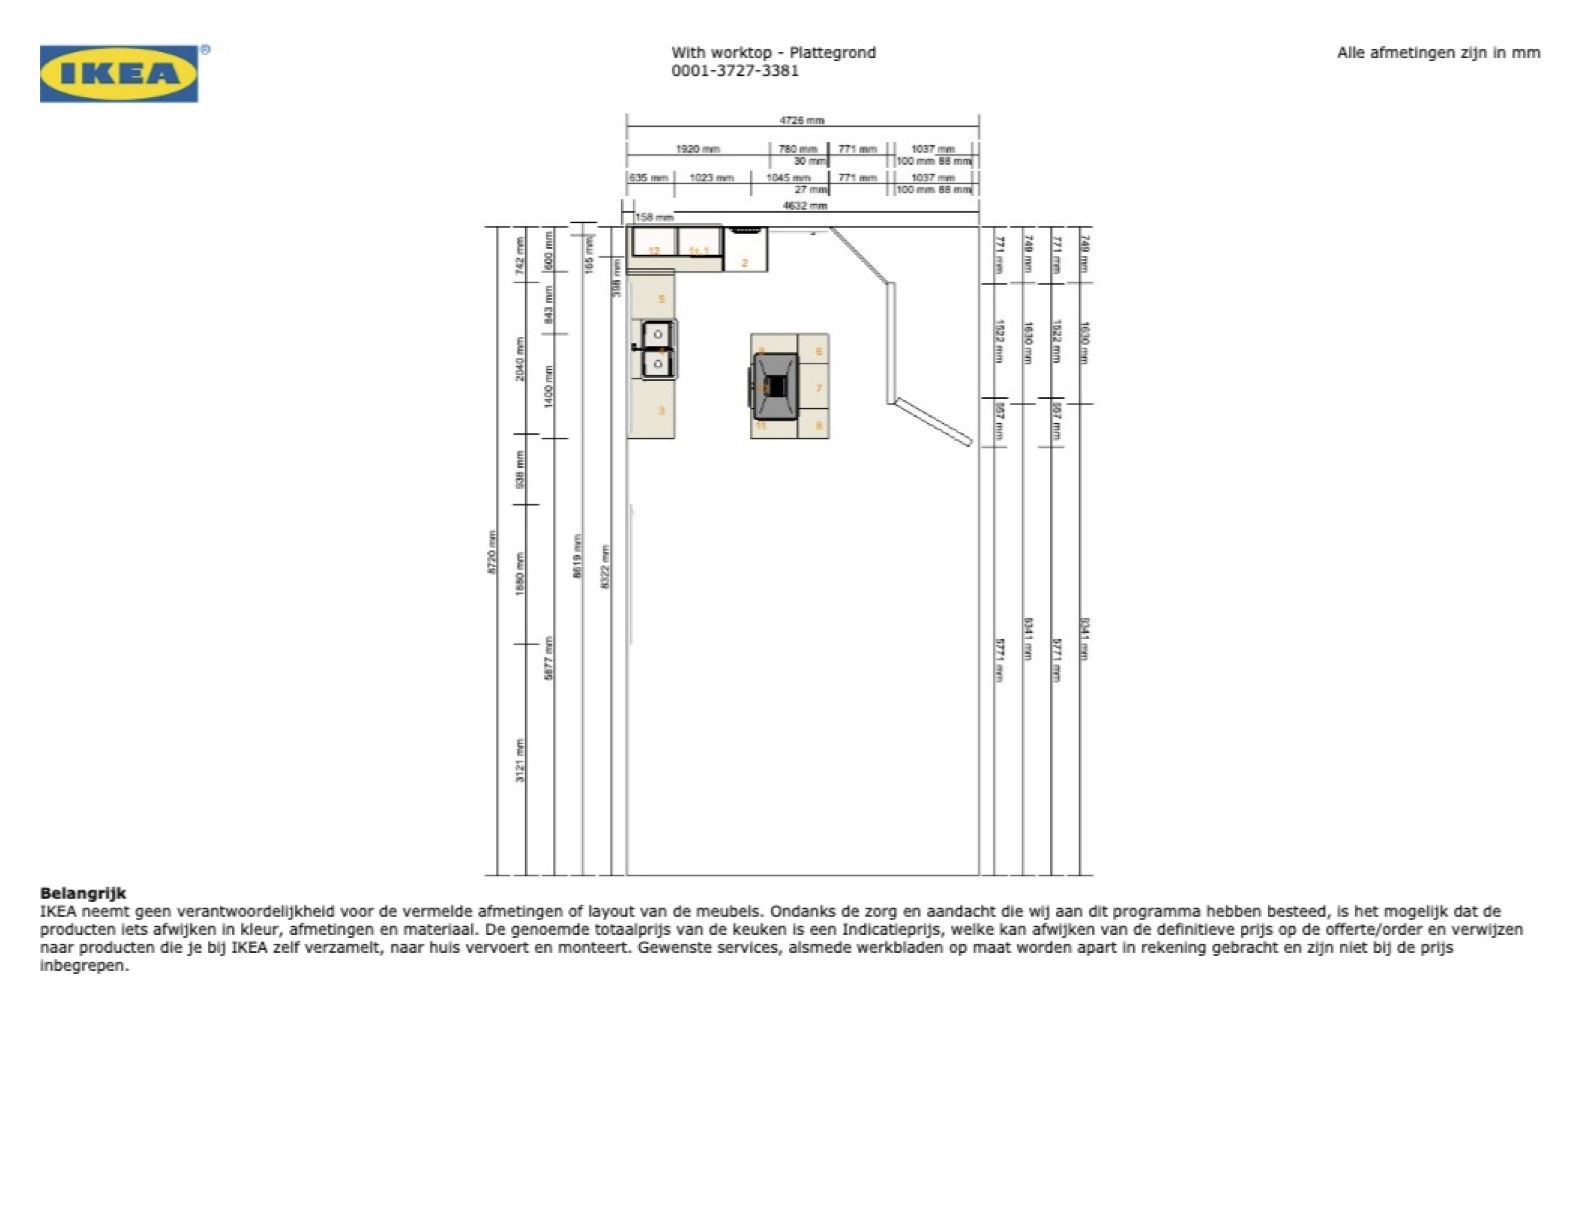 IKEA®
With worktop - Plattegrond
0001-3727-3381
Alle afmetingen zijn in mm
4726 mm
1920 mm 780 mm 771 mm 1037 mm
30 mm 100 mm 88 mm
635 mm 1023 mm 1045 mm 771 mm 1037 mm
27 mm 100 mm 88 mm
4632 mm
158 mm
8720 mm
742 mm
2040 mm
938 mm
1880 mm
3121 mm
600 mm
843 mm
1400 mm
5877 mm
165 mm
8619 mm
398 mm
8322 mm
12
2
5
3
6
7
11
8
771 mm
1522 mm
557 mm
5771 mm
749 mm
1630 mm
6341 mm
771 mm
1522 mm
557 mm
5771 mm
749 mm
1630 mm
6341 mm
Belangrijk
IKEA neemt geen verantwoordelijkheid voor de vermelde afmetingen of layout van de meubels. Ondanks de zorg en aandacht die wij aan dit programma hebben besteed, is het mogelijk dat de
producten iets afwijken in kleur, afmetingen en materiaal. De genoemde totaalprijs van de keuken is een Indicatieprijs, welke kan afwijken van de definitieve prijs op de offerte/order en verwijzen
naar producten die je bij IKEA zelf verzamelt, naar huis vervoert en monteert. Gewenste services, alsmede werkbladen op maat worden apart in rekening gebracht en zijn niet bij de prijs
inbegrepen.